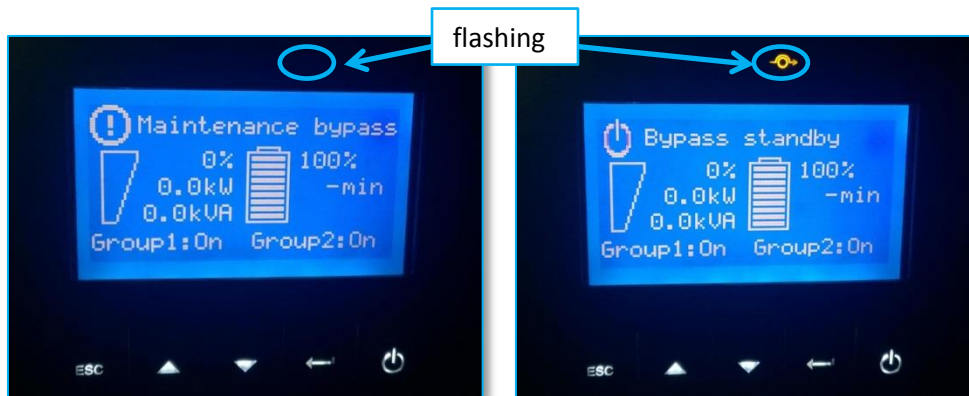 flashing
Maintenance bypass
0% 100%
0.0kW -min
0.0kVA
Group1:On Group2:On
ESC
Bypass standby
0% 100%
0.0kW -min
0.0kVA
Group1:On Group2:On
ESC